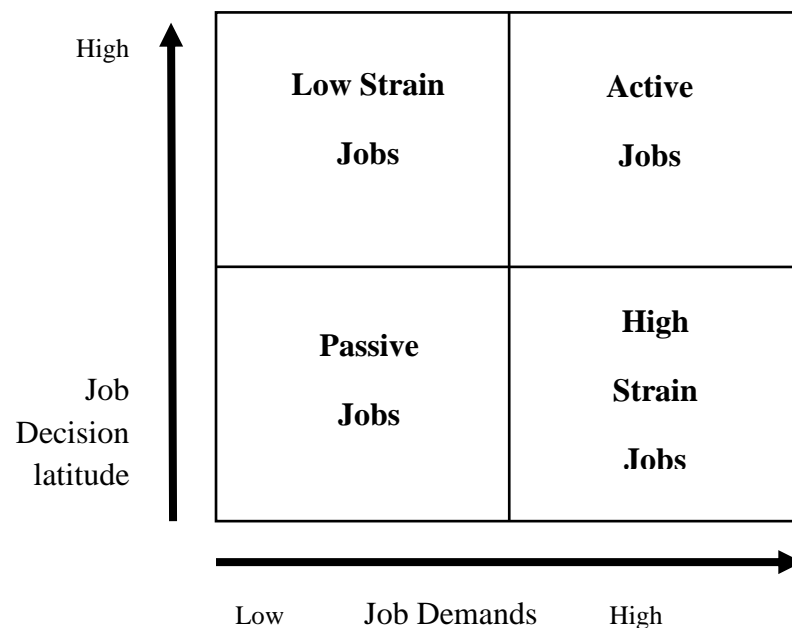 High
Low Strain
Jobs
Active
Jobs
Job
Decision
latitude
Passive
Jobs
High
Strain
Jobs
Low Job Demands High